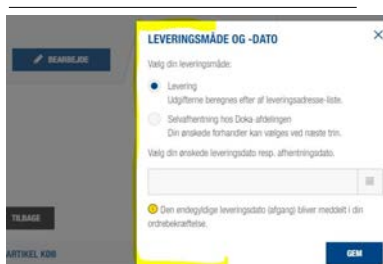 LEVERINGSMÅDE OG -DATO
BEARBEJDE
Vælg din leveringsmåde:
Levering
Udgifterne beregnes efter af leveringsadresse-liste.
Selvafhentning hos Doka-afdelingen
Din ønskede forhandler kan vælges ved næste trin.
Vælg din ønskede leveringsdato resp. afhentningsdato.
TILBAGE
Den endegyldige leveringsdato (afgang) bliver meddelt i din
ordrebekræftelse.
ARTIKEL KØB
GEM